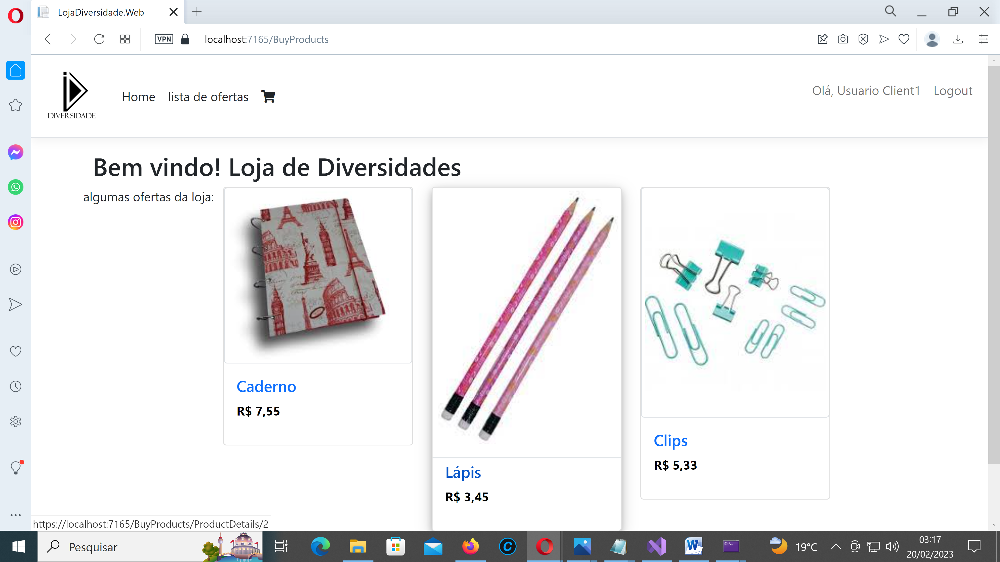 - LojaDiversidade.Web
VPN
localhost:7165/BuyProducts
DIVERSIDADE
Home
lista de ofertas
Olá, Usuario Client1
Logout
Bem vindo! Loja de Diversidades
algumas ofertas da loja:
Caderno
R$ 7,55
Lápis
R$ 3,45
Clips
R$ 5,33
https://localhost:7165/BuyProducts/ProductDetails/2
Pesquisar
19°C
03:17
20/02/2023